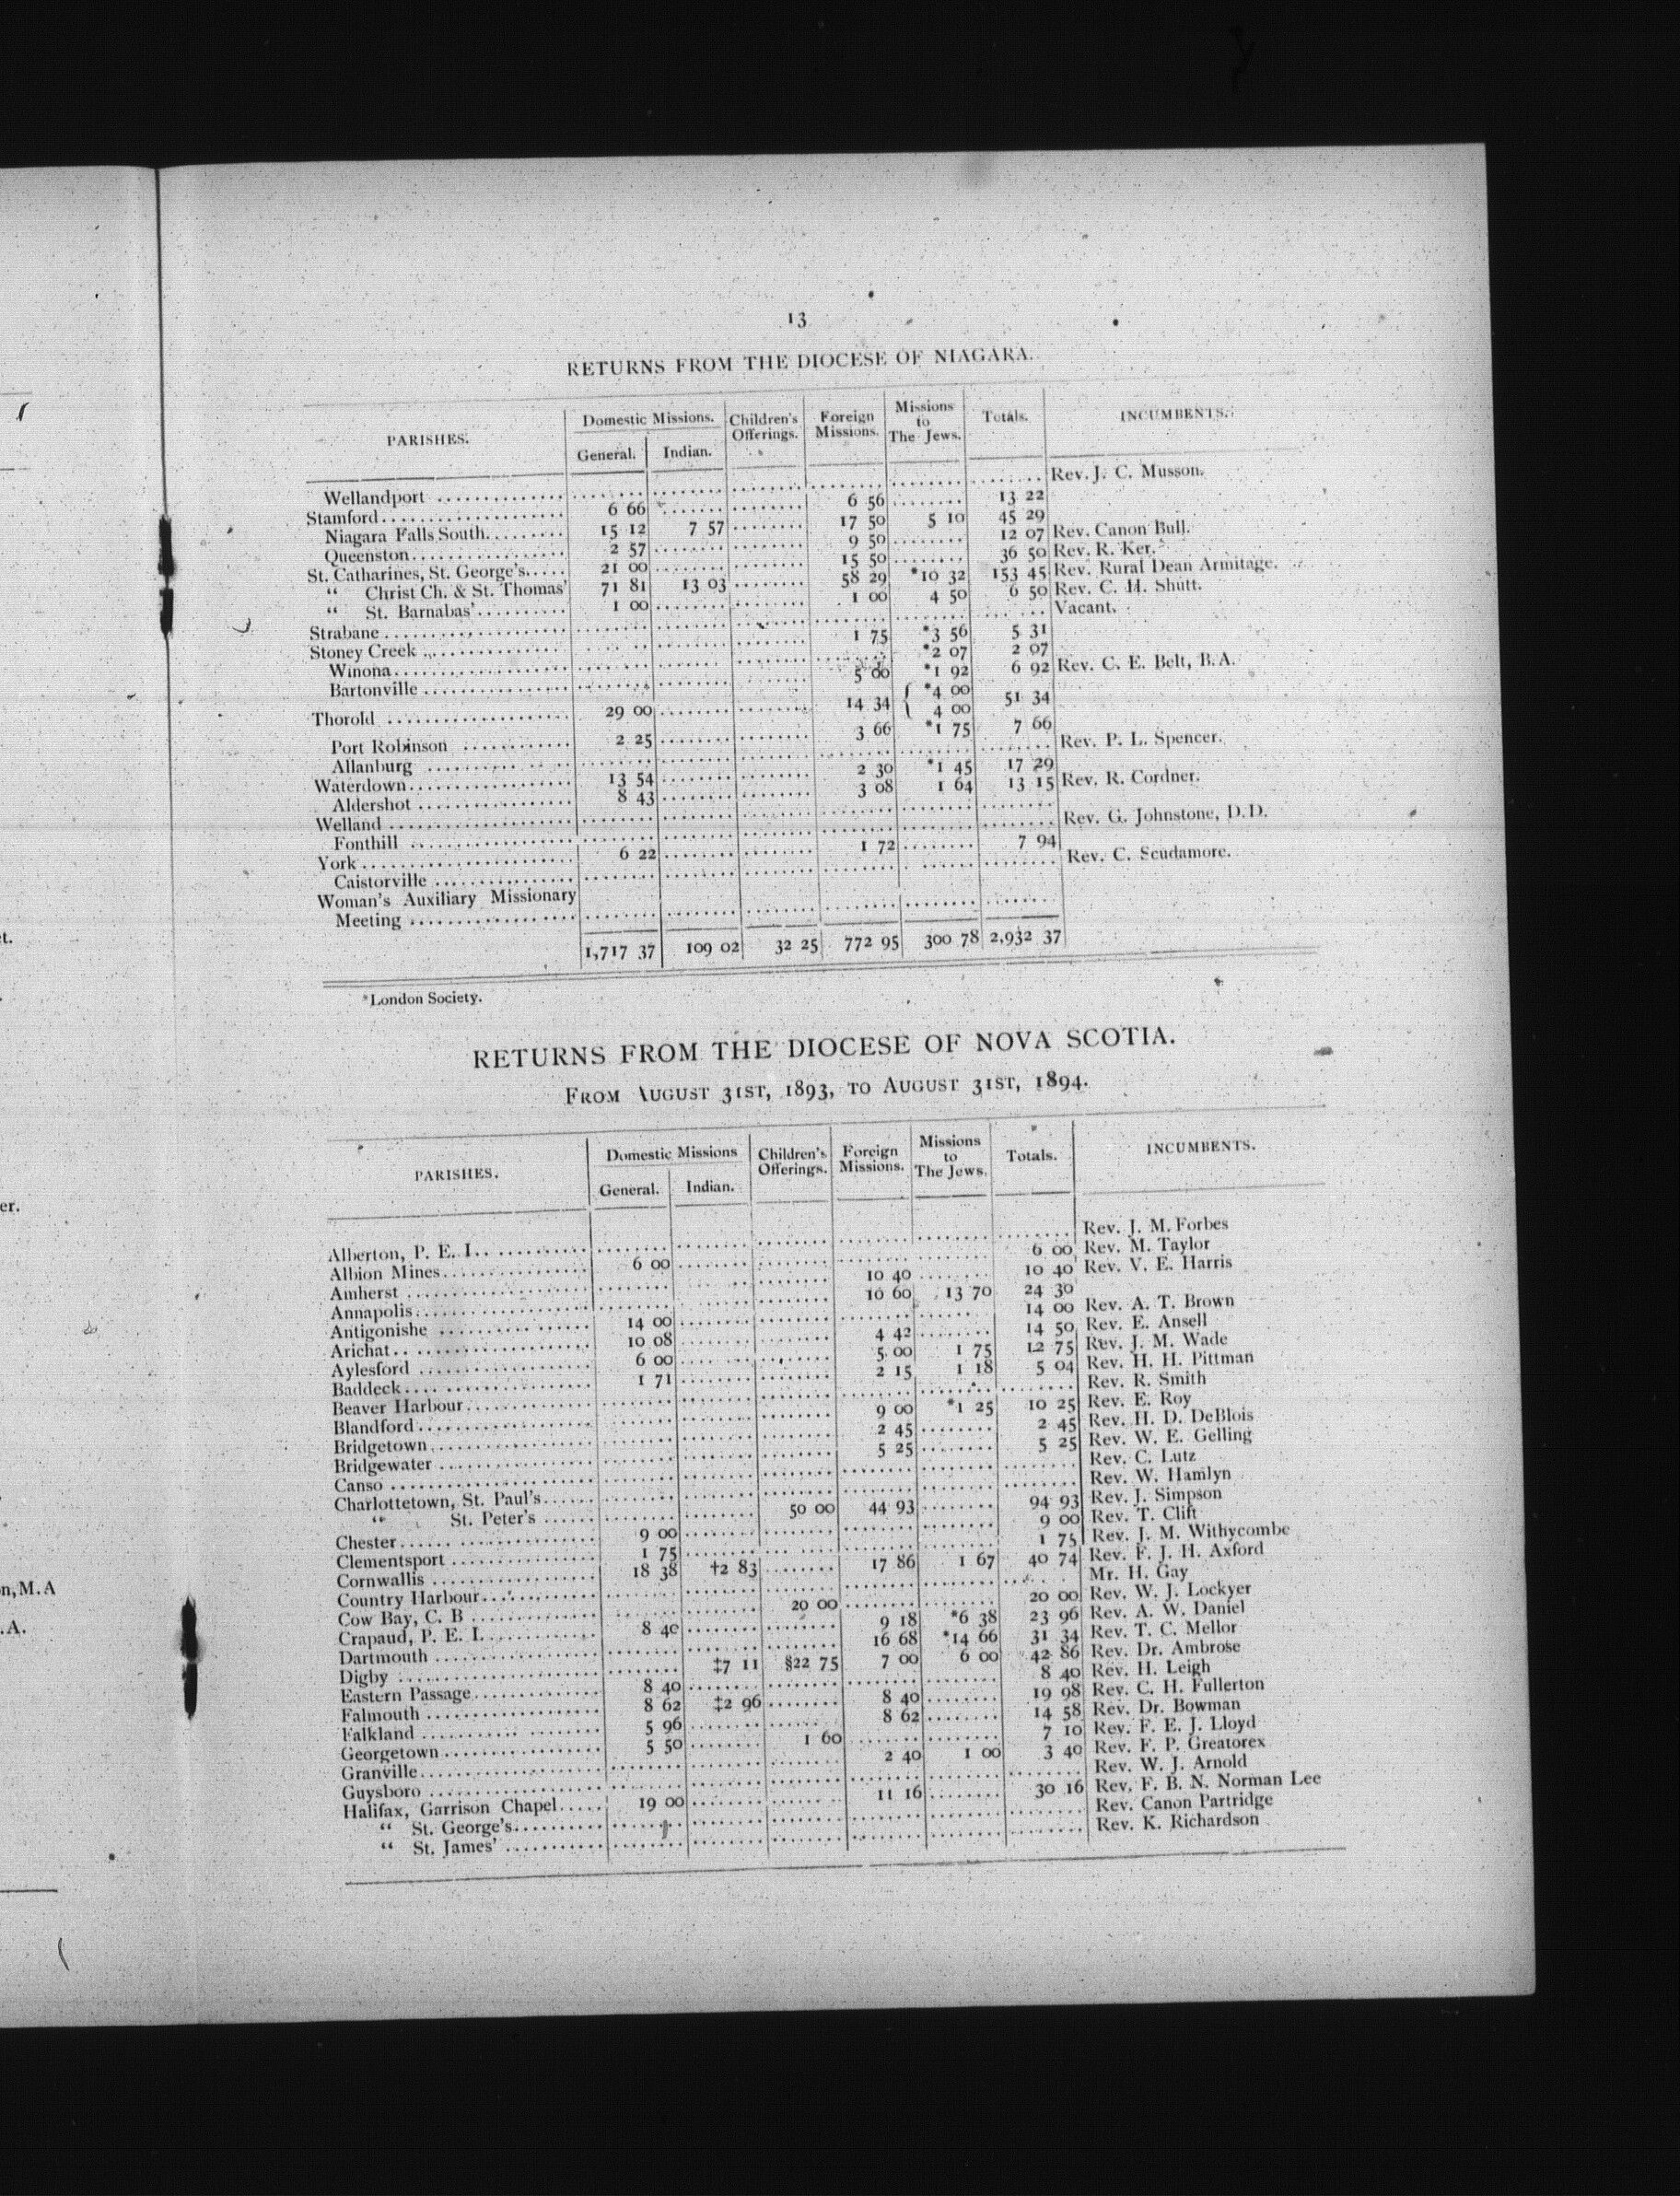 13
RETURNS FROM THE DIOCESE OF NIAGARA.
PARISHES. Domestic Missions. General. Indian. Children's Offerings. Foreign Missions. Missions to The Jews. Totals. INCUMBENTS.
Wellandport Rev. J. C. Musson.
Stamford 6 66 6 56 13 22
Niagara Falls South 15 12 7 57 17 50 5 10 45 29
Queenston 2 57 9 50 12 07 Rev. Canon Bull.
St. Catharines, St. George's 21 00 15 50 36 50 Rev. R. Ker.
“ Christ Ch. & St. Thomas' 71 81 13 03 58 29 *10 32 153 45 Rev. Rural Dean Armitage.
“ St. Barnabas' 1 00 1 00 4 50 6 50 Rev. C. H. Shutt.
Strabane Vacant.
Stoney Creek 1 75 *3 56 5 31
Winona *2 07 2 07
Bartonville 5 00 *1 92 6 92 Rev. C. E. Belt, B.A.
Thorold 29 00 14 34 { *4 00 4 00 51 34
Port Robinson 2 25 3 66 *1 75 7 66
Allanburg Rev. P. L. Spencer.
Waterdown 13 54 2 30 *1 45 17 29
Aldershot 8 43 3 08 1 64 13 15 Rev. R. Cordner.
Welland
Fonthill Rev. G. Johnstone, D.D.
York 6 22 1 72 7 94
Caistorville Rev. C. Scudamore.
Woman's Auxiliary Missionary
Meeting
1,717 37 109 02 32 25 772 95 300 78 2,932 37
*London Society.
RETURNS FROM THE DIOCESE OF NOVA SCOTIA.
FROM AUGUST 31ST, 1893, TO AUGUST 31ST, 1894.
PARISHES. Domestic Missions General. Indian. Children's Offerings. Foreign Missions. Missions to The Jews. Totals. INCUMBENTS.
Alberton, P. E. I. Rev. J. M. Forbes
Albion Mines 6 00 6 00 Rev. M. Taylor
Amherst 10 40 10 40 Rev. V. E. Harris
Annapolis 10 60 13 70 24 30
Antigonishe 14 00 14 00 Rev. A. T. Brown
Arichat 10 08 4 42 14 50 Rev. E. Ansell
Aylesford 6 00 5 00 1 75 12 75 Rev. J. M. Wade
Baddeck 1 71 2 15 1 18 5 04 Rev. H. H. Pittman
Beaver Harbour Rev. R. Smith
Blandford 9 00 *1 25 10 25 Rev. E. Roy
Bridgetown 2 45 2 45 Rev. H. D. DeBlois
Bridgewater 5 25 5 25 Rev. W. E. Gelling
Canso Rev. C. Lutz
Charlottetown, St. Paul's Rev. W. Hamlyn
“ St. Peter's 50 00 44 93 94 93 Rev. J. Simpson
Chester 9 00 9 00 Rev. T. Clift
Clementsport 1 75 1 75 Rev. J. M. Withycombe
Cornwallis 18 38 †2 83 17 86 1 67 40 74 Rev. F. J. H. Axford
Country Harbour Mr. H. Gay
Cow Bay, C. B 20 00 20 00 Rev. W. J. Lockyer
Crapaud, P. E. I. 8 40 9 18 *6 38 23 96 Rev. A. W. Daniel
Dartmouth 16 68 *14 66 31 34 Rev. T. C. Mellor
Digby ‡7 11 §22 75 7 00 6 00 42 86 Rev. Dr. Ambrose
Eastern Passage 8 40 8 40 Rev. H. Leigh
Falmouth 8 62 ‡2 96 8 40 19 98 Rev. C. H. Fullerton
Falkland 5 96 8 62 14 58 Rev. Dr. Bowman
Georgetown 5 50 1 60 7 10 Rev. F. E. J. Lloyd
Granville 2 40 1 00 3 40 Rev. F. P. Greatorex
Guysboro Rev. W. J. Arnold
Halifax, Garrison Chapel 19 00 11 16 30 16 Rev. F. B. N. Norman Lee
“ St. George's Rev. Canon Partridge
“ St. James' Rev. K. Richardson
t.
er.
n, M.A
.A.